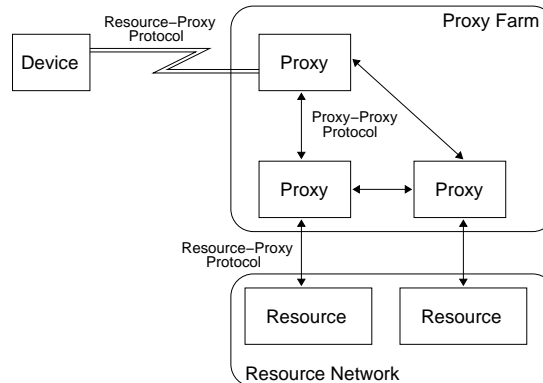 Resource–Proxy
Protocol
Proxy Farm
Device
Proxy
Proxy–Proxy
Protocol
Proxy
Proxy
Resource–Proxy
Protocol
Resource
Resource
Resource Network